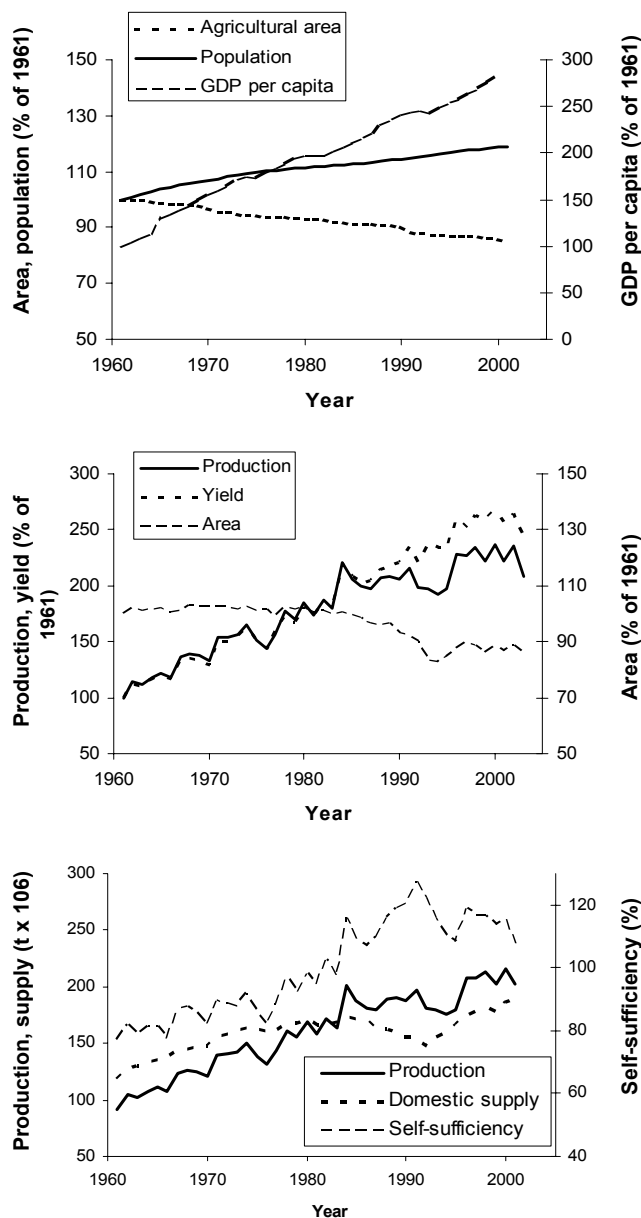 Agricultural area
Population
GDP per capita
Area, population (% of 1961)
150
130
110
90
70
50
GDP per capita (% of 1961)
300
250
200
150
100
50
0
1960 1970 1980 1990 2000
Year
Production
Yield
Area
Production, yield (% of
1961)
300
250
200
150
100
50
Area (% of 1961)
150
130
110
90
70
50
1960 1970 1980 1990 2000
Year
Production, supply (t x 106)
300
250
200
150
100
50
Self-sufficiency (%)
120
100
80
60
40
Production
Domestic supply
Self-sufficiency
1960 1970 1980 1990 2000
Year